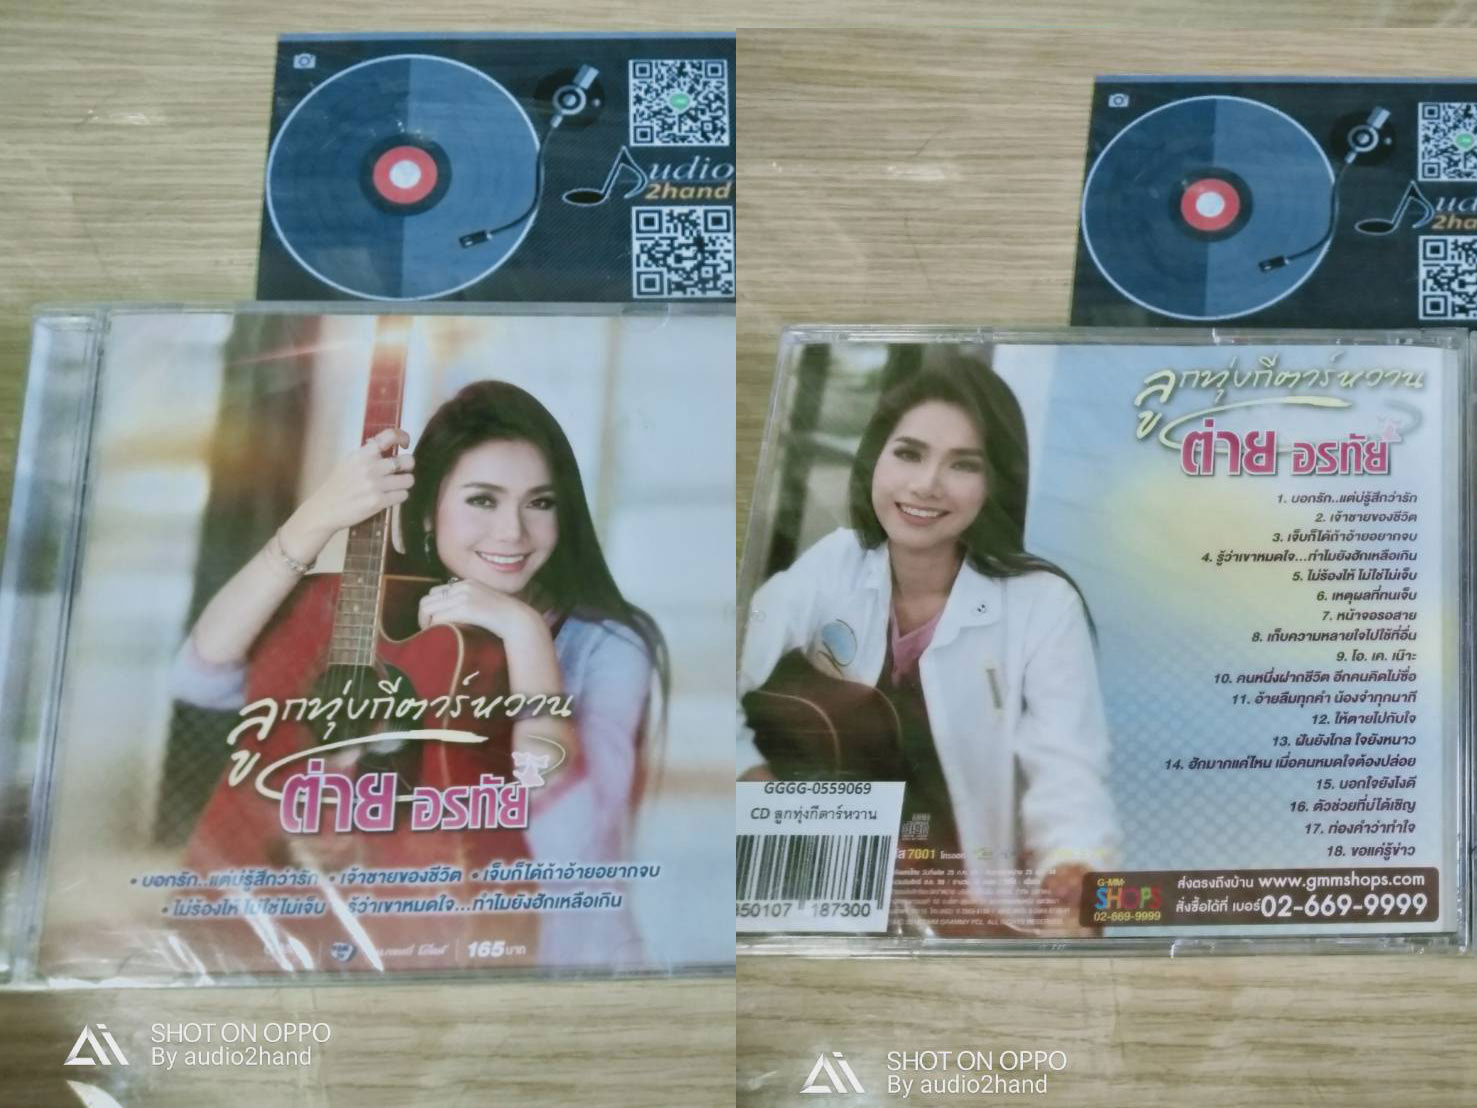 udio
2hand
ลูกทุ่งกีตาร์หวาน
ต่าย อรทัย
• บอกรัก..แต่บ่รู้สึกว่ารัก • เจ้าชายของชีวิต • เจ็บก็ได้ถ้าอ้ายอยากจบ
• ไม่ร้องไห้ ไม่ใช่ไม่เจ็บ • รู้ว่าเขาหมดใจ...ทำไมยังฮักเหลือเกิน
165 บาท
SHOT ON OPPO
By audio2hand
2ha
ลูกทุ่งกีตาร์หวาน
ต่าย อรทัย
1. บอกรัก..แต่บ่รู้สึกว่ารัก
2. เจ้าชายของชีวิต
3. เจ็บก็ได้ถ้าอ้ายอยากจบ
4. รู้ว่าเขาหมดใจ...ทำไมยังฮักเหลือเกิน
5. ไม่ร้องไห้ ไม่ใช่ไม่เจ็บ
6. เหตุผลที่ทนเจ็บ
7. หน้าจอรอสาย
8. เก็บความหลายใจไปใช้ที่อื่น
9. โอ. เค. เน๊าะ
10. คนหนึ่งฝากชีวิต อีกคนคิดไม่ซื่อ
11. อ้ายลืมทุกคำ น้องจำทุกนาที
12. ให้ตายไปกับใจ
13. ฝันยังไกล ใจยังหนาว
14. ฮักมากแค่ไหน เมื่อคนหมดใจต้องปล่อย
15. บอกใจยังไงดี
16. ตัวช่วยที่บ่ได้เชิญ
17. ท่องคำว่าทำใจ
18. ขอแค่รู้ข่าว
GGGG-0559069
CD ลูกทุ่งกีตาร์หวาน
50107 187300
7001
G-MM-
SHOPS
02-669-9999
ส่งตรงถึงบ้าน www.gmmshops.com
สั่งซื้อได้ที่ เบอร์ 02-669-9999
SHOT ON OPPO
By audio2hand